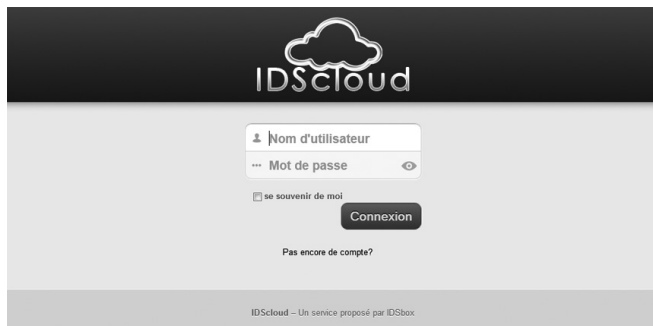 IDScloud
Nom d'utilisateur
Mot de passe
se souvenir de moi
Connexion
Pas encore de compte?
IDScloud – Un service proposé par IDSbox